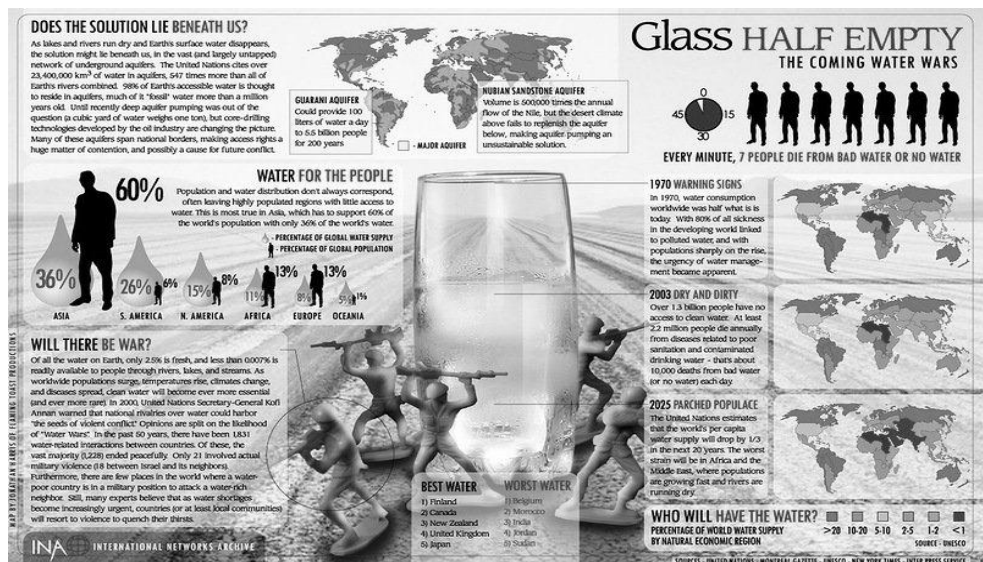 DOES THE SOLUTION LIE BENEATH US?
As lakes and rivers run dry and Earth's surface water disappears,
the solution might lie beneath us, in the vast (and largely untapped)
network of underground aquifers. The United Nations cites over
23,400,000 km³ of water in aquifers, 547 times more than all of
Earth's rivers combined. 98% of Earth's accessible water is thought
to reside in aquifers, much of it "fossil" water more than a million
years old. Until recently deep aquifer pumping was out of the
question (a cubic yard of water weighs one ton), but core-drilling
technologies developed by the oil industry are changing the picture.
Many of these aquifers span national borders, making access rights a
huge matter of contention, and possibly a cause for future conflict.
GUARANI AQUIFER
Could provide 100
liters of water a day
to 5.5 billion people
for 200 years
- MAJOR AQUIFER
NUBIAN SANDSTONE AQUIFER
Volume is 500,000 times the annual
flow of the Nile, but the desert climate
above fails to replenish the aquifer
below, making aquifer pumping an
unsustainable solution.
Glass HALF EMPTY
THE COMING WATER WARS
0
45 15
30
EVERY MINUTE, 7 PEOPLE DIE FROM BAD WATER OR NO WATER
60%
WATER FOR THE PEOPLE
Population and water distribution don't always correspond,
often leaving highly populated regions with little access to
water. This is most true in Asia, which has to support 60% of
the world's population with only 36% of the world's water.
- PERCENTAGE OF GLOBAL WATER SUPPLY
- PERCENTAGE OF GLOBAL POPULATION
36% 26% 6% 15% 8% 11% 13% 8% 13% 5% 1%
ASIA S. AMERICA N. AMERICA AFRICA EUROPE OCEANIA
1970 WARNING SIGNS
In 1970, water consumption
worldwide was half what is is
today. With 80% of all sickness
in the developing world linked
to polluted water, and with
populations sharply on the rise,
the urgency of water manage-
ment became apparent.
2003 DRY AND DIRTY
Over 1.3 billion people have no
access to clean water. At least
2.2 million people die annually
from diseases related to poor
sanitation and contaminated
drinking water - that's about
10,000 deaths from bad water
(or no water) each day.
2025 PARCHED POPULACE
The United Nations estimates
that the world's per capita
water supply will drop by 1/3
in the next 20 years. The worst
strain will be in Africa and the
Middle East, where populations
are growing fast and rivers are
running dry.
WILL THERE BE WAR?
Of all the water on Earth, only 2.5% is fresh, and less than 0.007% is
readily available to people through rivers, lakes, and streams. As
worldwide populations surge, temperatures rise, climates change,
and diseases spread, clean water will become ever more essential
(and ever more rare). In 2000, United Nations Secretary-General Kofi
Annan warned that national rivalries over water could harbor
"the seeds of violent conflict." Opinions are split on the likelihood
of "Water Wars." In the past 50 years, there have been 1,831
water-related interactions between countries. Of these, the
vast majority (1,228) ended peacefully. Only 21 involved actual
military violence (18 between Israel and its neighbors).
Furthermore, there are few places in the world where a water-
poor country is in a military position to attack a water-rich
neighbor. Still, many experts believe that as water shortages
become increasingly urgent, countries (or at least local communities)
will resort to violence to quench their thirsts.
BEST WATER
1) Finland
2) Canada
3) New Zealand
4) United Kingdom
5) Japan
WORST WATER
1) Belgium
2) Morocco
3) India
4) Jordan
5) Sudan
WHO WILL HAVE THE WATER?
PERCENTAGE OF WORLD WATER SUPPLY
BY NATURAL ECONOMIC REGION
>20 10-20 5-10 2-5 1-2 <1
SOURCE - UNESCO
INA INTERNATIONAL NETWORKS ARCHIVE
MAP BY JONATHAN HARRIS OF FLAMING TOAST PRODUCTIONS
SOURCES - UNITED NATIONS - MONTREAL GAZETTE - UNESCO - NEW YORK TIMES - INTER PRESS SERVICE